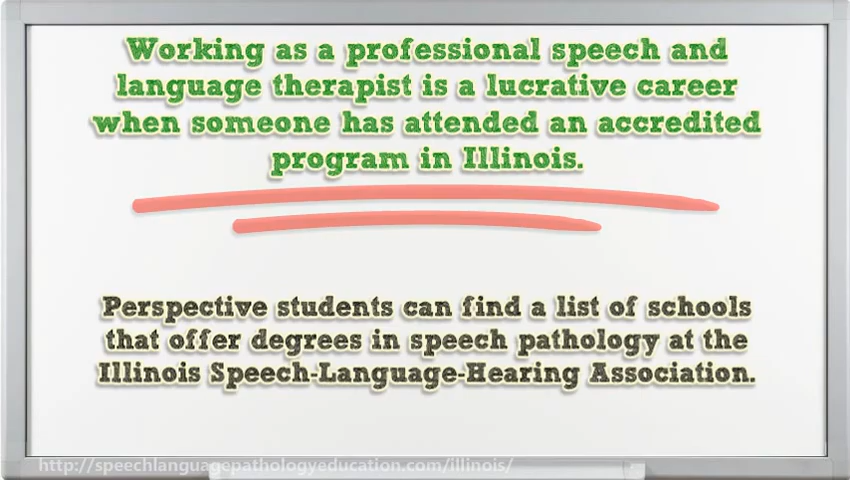 Working as a professional speech and
language therapist is a lucrative career
when someone has attended an accredited
program in Illinois.
Perspective students can find a list of schools
that offer degrees in speech pathology at the
Illinois Speech-Language-Hearing Association.
http://speechlanguagepathologyeducation.com/illinois/